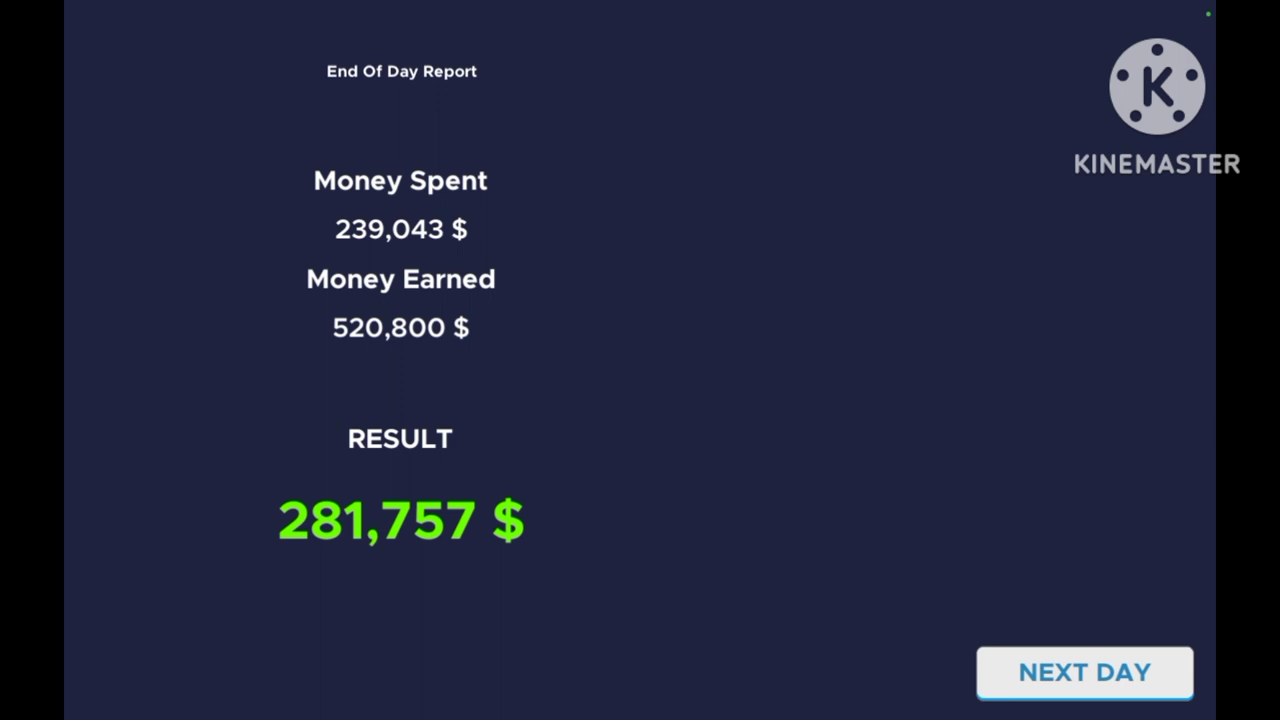 End Of Day Report
K
KINEMASTER
Money Spent
239,043 $
Money Earned
520,800 $
RESULT
281,757 $
NEXT DAY